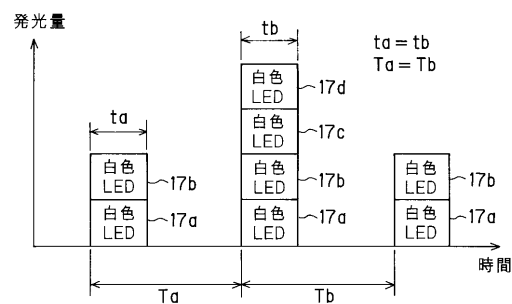 発光量
ta
tb
ta=tb
Ta=Tb
白色
LED
17d
白色
LED
17c
白色
LED
17b
白色
LED
17a
白色
LED
17b
白色
LED
17a
白色
LED
17b
白色
LED
17a
時間
Ta
Tb